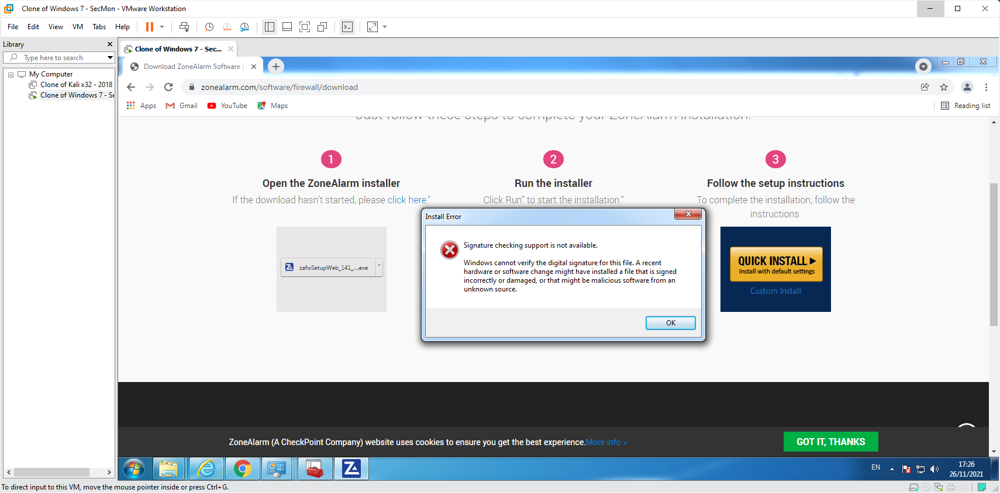 Clone of Windows 7 - SecMon - VMware Workstation
File Edit View VM Tabs Help
Library
Type here to search
My Computer
Clone of Kali x32 - 2018
Clone of Windows 7 - Se
Clone of Windows 7 - Sec...
Download ZoneAlarm Software |
zonealarm.com/software/firewall/download
Apps Gmail YouTube Maps Reading list
Just follow these steps to complete your ZoneAlarm installation.
1
Open the ZoneAlarm installer
If the download hasn't started, please click here."
zafwSetupWeb_141_....exe
2
Run the installer
Click Run" to start the installation."
3
Follow the setup instructions
To complete the installation, follow the
instructions.
QUICK INSTALL
Install with default settings
Custom Install
Install Error
Signature checking support is not available.
Windows cannot verify the digital signature for this file. A recent
hardware or software change might have installed a file that is signed
incorrectly or damaged, or that might be malicious software from an
unknown source.
OK
ZoneAlarm (A CheckPoint Company) website uses cookies to ensure you get the best experience.More info >
GOT IT, THANKS
EN
17:26
26/11/2021
To direct input to this VM, move the mouse pointer inside or press Ctrl+G.